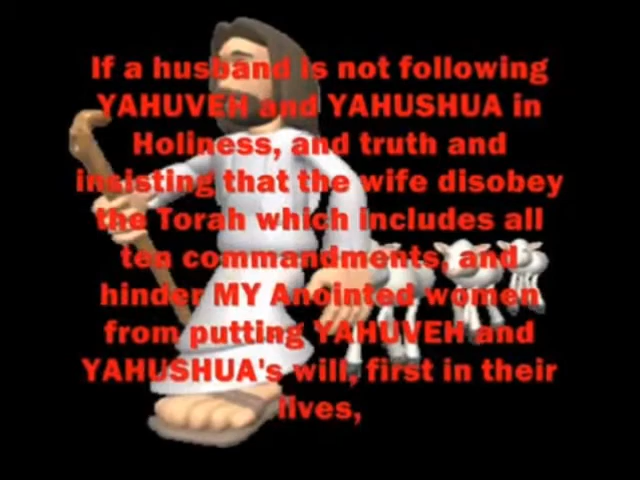 If a husband is not following
YAHUVEH and YAHUSHUA in
Holiness, and truth and
insisting that the wife disobey
the Torah which includes all
ten commandments, and
hinder MY Anointed women
from putting YAHUVEH and
YAHUSHUA's will, first in their
lives,